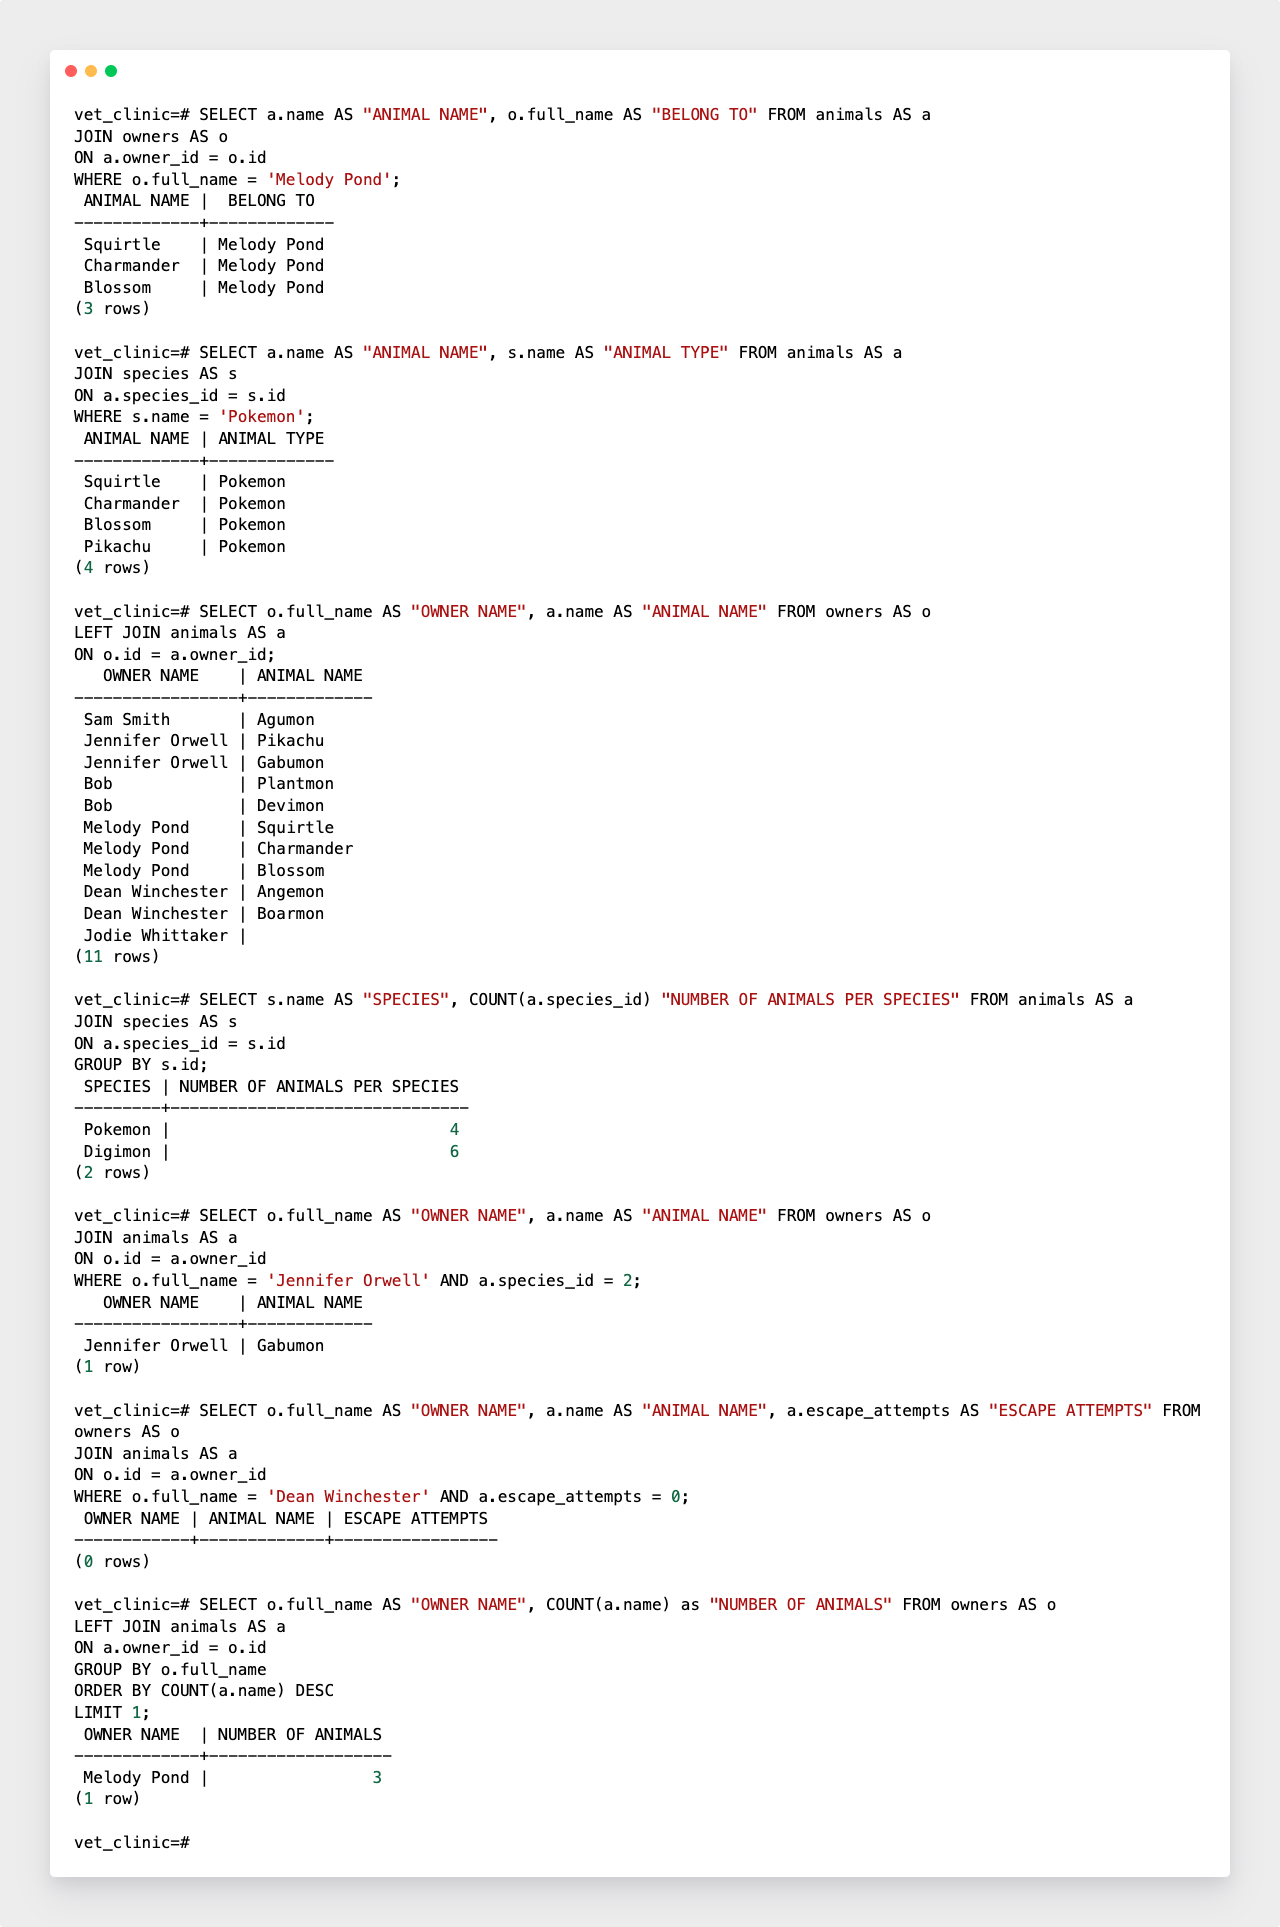 vet_clinic=# SELECT a.name AS "ANIMAL NAME", o.full_name AS "BELONG TO" FROM animals AS a
JOIN owners AS o
ON a.owner_id = o.id
WHERE o.full_name = 'Melody Pond';
 ANIMAL NAME |  BELONG TO
-------------+-------------
 Squirtle    | Melody Pond
 Charmander  | Melody Pond
 Blossom     | Melody Pond
(3 rows)

vet_clinic=# SELECT a.name AS "ANIMAL NAME", s.name AS "ANIMAL TYPE" FROM animals AS a
JOIN species AS s
ON a.species_id = s.id
WHERE s.name = 'Pokemon';
 ANIMAL NAME | ANIMAL TYPE
-------------+-------------
 Squirtle    | Pokemon
 Charmander  | Pokemon
 Blossom     | Pokemon
 Pikachu     | Pokemon
(4 rows)

vet_clinic=# SELECT o.full_name AS "OWNER NAME", a.name AS "ANIMAL NAME" FROM owners AS o
LEFT JOIN animals AS a
ON o.id = a.owner_id;
   OWNER NAME    | ANIMAL NAME
-----------------+-------------
 Sam Smith       | Agumon
 Jennifer Orwell | Pikachu
 Jennifer Orwell | Gabumon
 Bob             | Plantmon
 Bob             | Devimon
 Melody Pond     | Squirtle
 Melody Pond     | Charmander
 Melody Pond     | Blossom
 Dean Winchester | Angemon
 Dean Winchester | Boarmon
 Jodie Whittaker |
(11 rows)

vet_clinic=# SELECT s.name AS "SPECIES", COUNT(a.species_id) "NUMBER OF ANIMALS PER SPECIES" FROM animals AS a
JOIN species AS s
ON a.species_id = s.id
GROUP BY s.id;
 SPECIES | NUMBER OF ANIMALS PER SPECIES
---------+-------------------------------
 Pokemon |                             4
 Digimon |                             6
(2 rows)

vet_clinic=# SELECT o.full_name AS "OWNER NAME", a.name AS "ANIMAL NAME" FROM owners AS o
JOIN animals AS a
ON o.id = a.owner_id
WHERE o.full_name = 'Jennifer Orwell' AND a.species_id = 2;
   OWNER NAME    | ANIMAL NAME
-----------------+-------------
 Jennifer Orwell | Gabumon
(1 row)

vet_clinic=# SELECT o.full_name AS "OWNER NAME", a.name AS "ANIMAL NAME", a.escape_attempts AS "ESCAPE ATTEMPTS" FROM
owners AS o
JOIN animals AS a
ON o.id = a.owner_id
WHERE o.full_name = 'Dean Winchester' AND a.escape_attempts = 0;
 OWNER NAME | ANIMAL NAME | ESCAPE ATTEMPTS
------------+-------------+-----------------
(0 rows)

vet_clinic=# SELECT o.full_name AS "OWNER NAME", COUNT(a.name) as "NUMBER OF ANIMALS" FROM owners AS o
LEFT JOIN animals AS a
ON a.owner_id = o.id
GROUP BY o.full_name
ORDER BY COUNT(a.name) DESC
LIMIT 1;
 OWNER NAME  | NUMBER OF ANIMALS
-------------+-------------------
 Melody Pond |                 3
(1 row)

vet_clinic=#